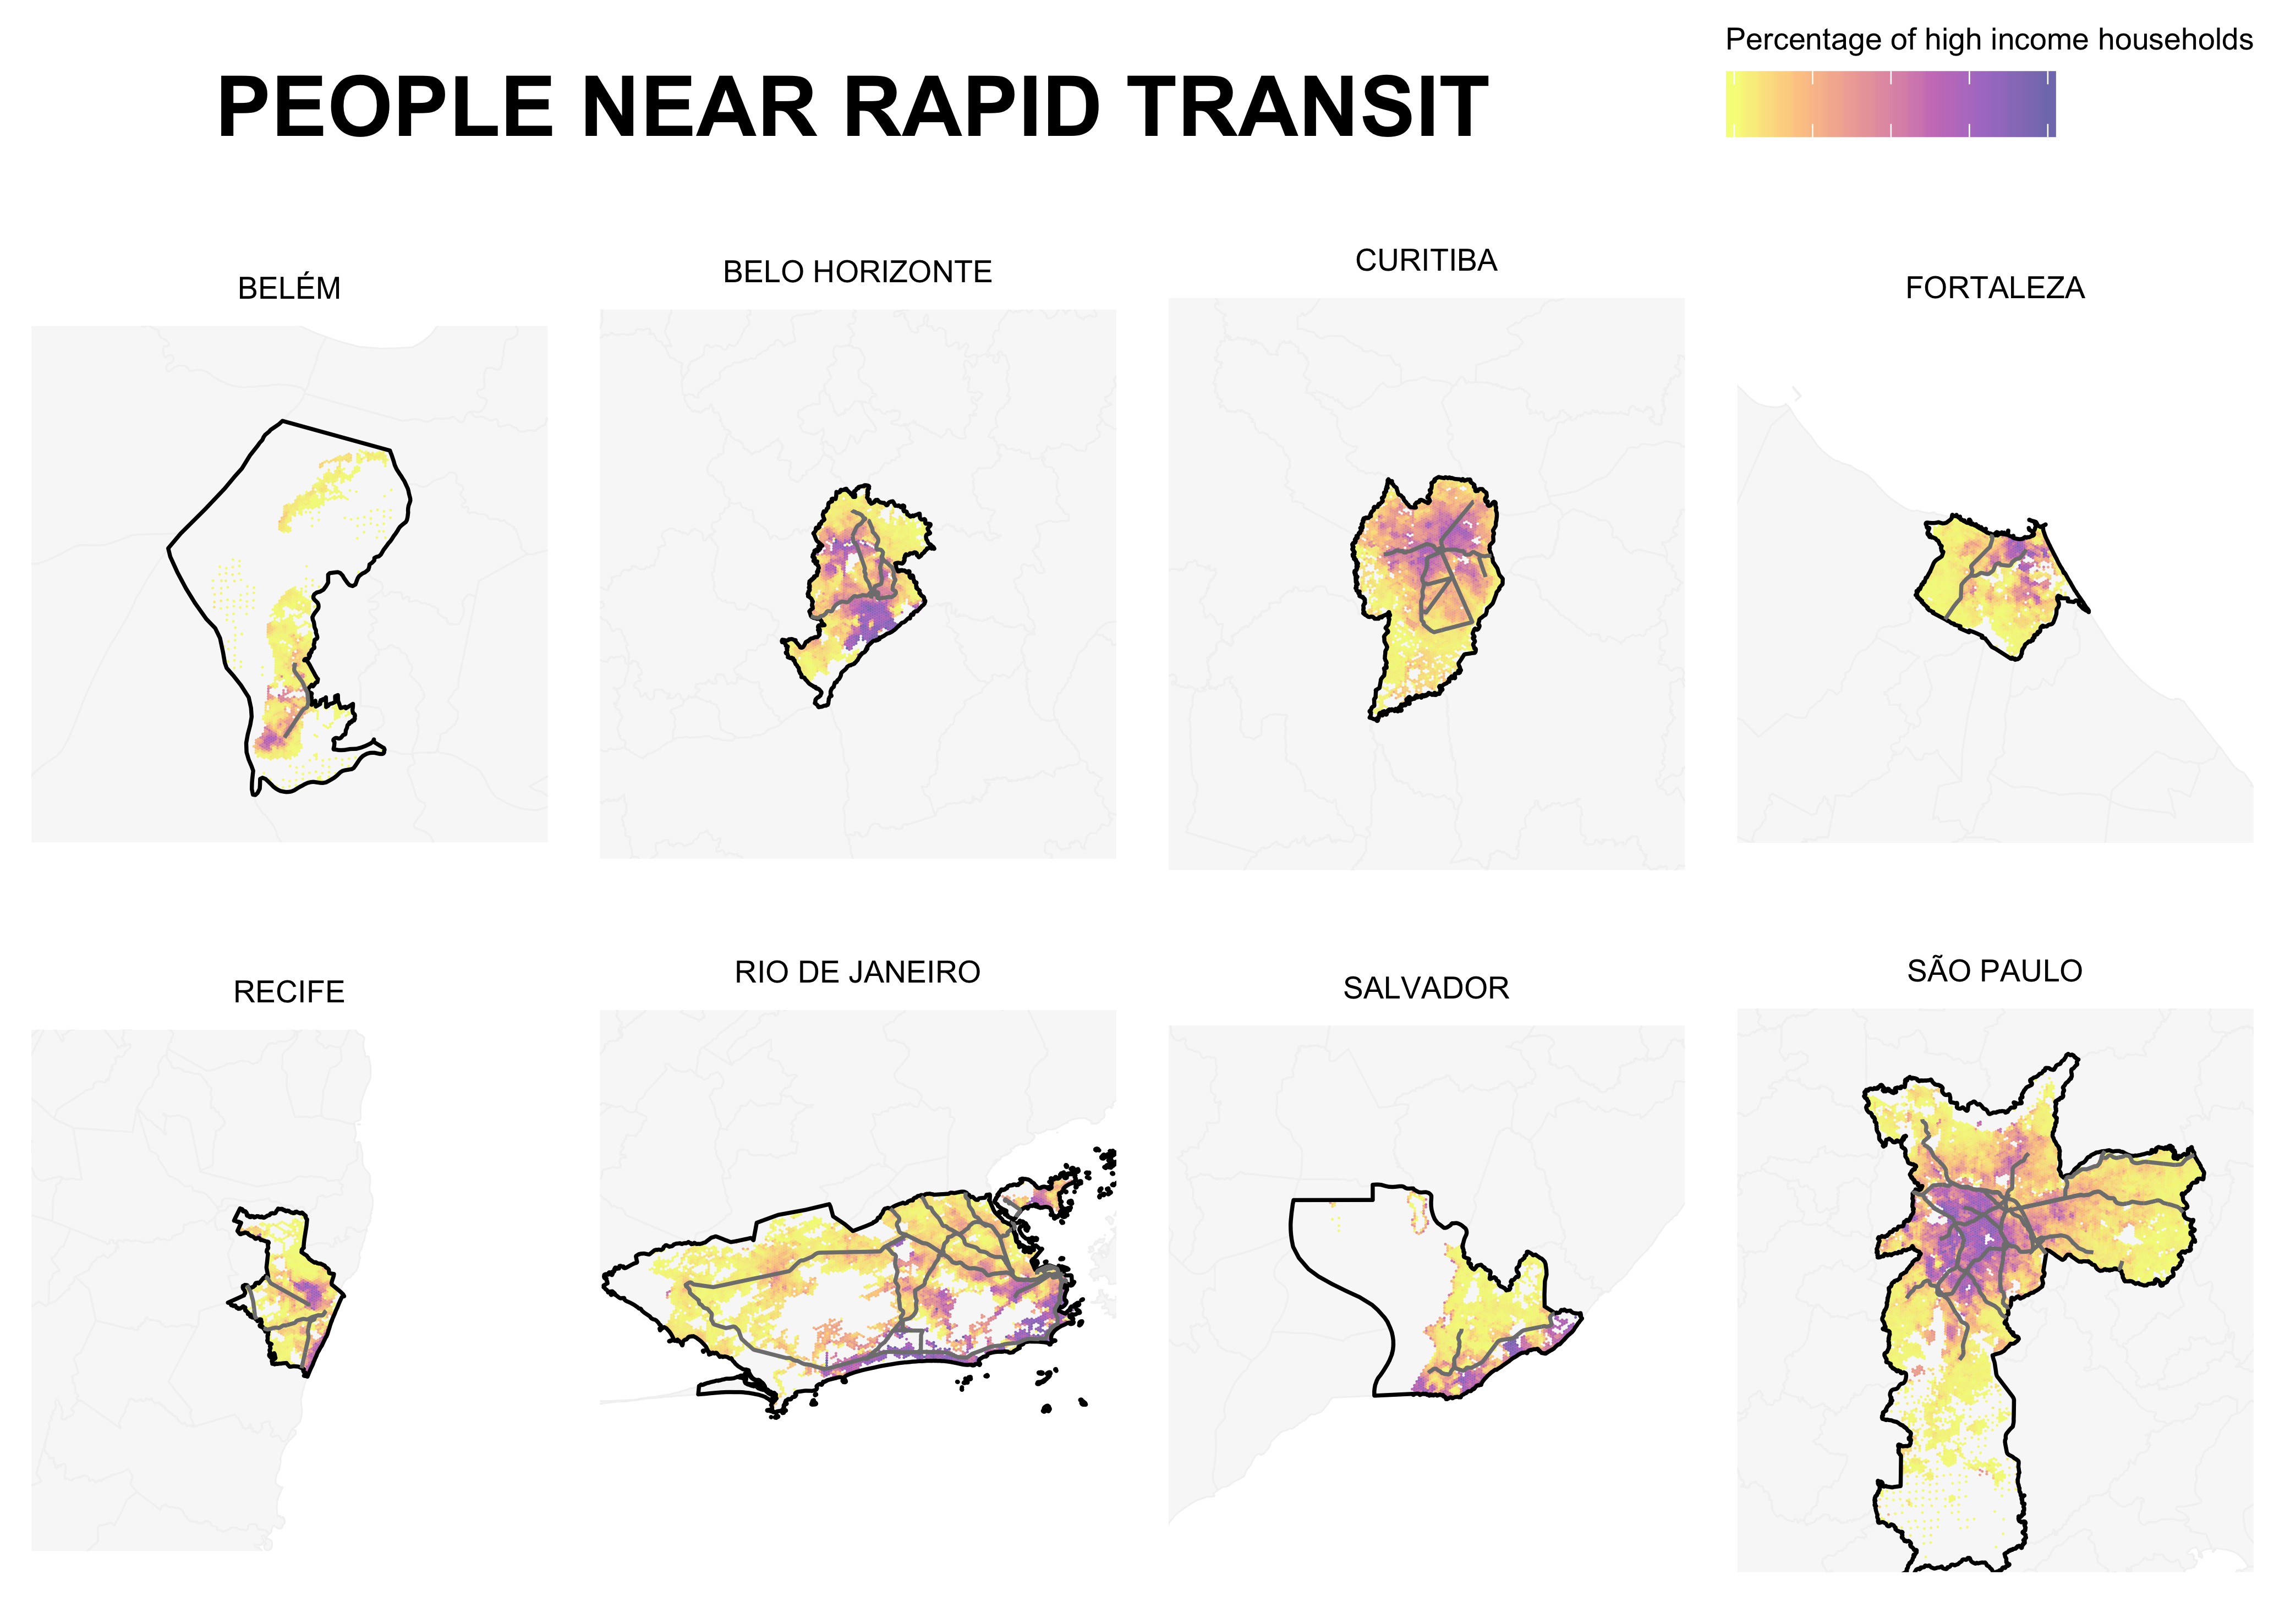 PEOPLE NEAR RAPID TRANSIT
Percentage of high income households
BELÉM
BELO HORIZONTE
CURITIBA
FORTALEZA
RECIFE
RIO DE JANEIRO
SALVADOR
SÃO PAULO